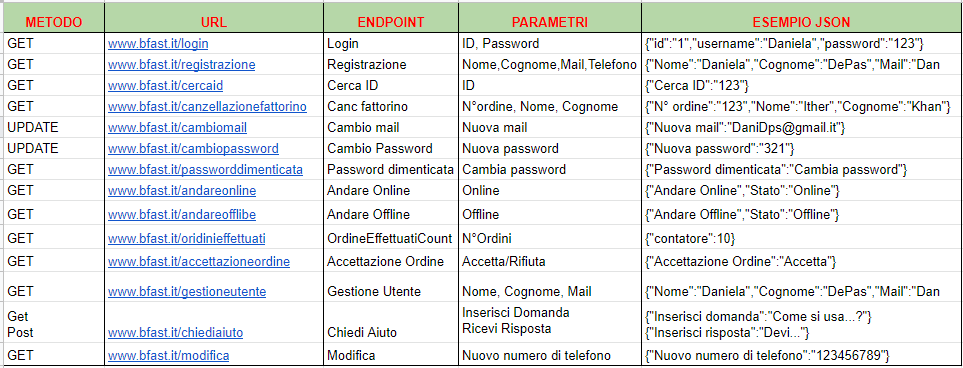 METODO URL ENDPOINT PARAMETRI ESEMPIO JSON
GET www.bfast.it/login Login ID, Password {"id":"1","username":"Daniela","password":"123"}
GET www.bfast.it/registrazione Registrazione Nome,Cognome,Mail,Telefono {"Nome":"Daniela","Cognome":"DePas","Mail":"Dan
GET www.bfast.it/cercaid Cerca ID ID {"Cerca ID":"123"}
GET www.bfast.it/canzellazionefattorino Canc fattorino N°ordine, Nome, Cognome {"N° ordine":"123","Nome":"Ither","Cognome":"Khan"}
UPDATE www.bfast.it/cambiomail Cambio mail Nuova mail {"Nuova mail":"DaniDps@gmail.it"}
UPDATE www.bfast.it/cambiopassword Cambio Password Nuova password {"Nuova password":"321"}
GET www.bfast.it/passworddimenticata Password dimenticata Cambia password {"Password dimenticata":"Cambia password"}
GET www.bfast.it/andareonline Andare Online Online {"Andare Online","Stato":"Online"}
GET www.bfast.it/andareofflibe Andare Offline Offline {"Andare Offline","Stato":"Offline"}
GET www.bfast.it/oridinieffettuati OrdineEffettuatiCount N°Ordini {"contatore":10}
GET www.bfast.it/accettazioneordine Accettazione Ordine Accetta/Rifiuta {"Accettazione Ordine":"Accetta"}
GET www.bfast.it/gestioneutente Gestione Utente Nome, Cognome, Mail {"Nome":"Daniela","Cognome":"DePas","Mail":"Dan
Get Inserisci Domanda {"Inserisci domanda":"Come si usa...?"}
Post www.bfast.it/chiediaiuto Chiedi Aiuto Ricevi Risposta {"Inserisci risposta":"Devi..."}
GET www.bfast.it/modifica Modifica Nuovo numero di telefono {"Nuovo numero di telefono":"123456789"}